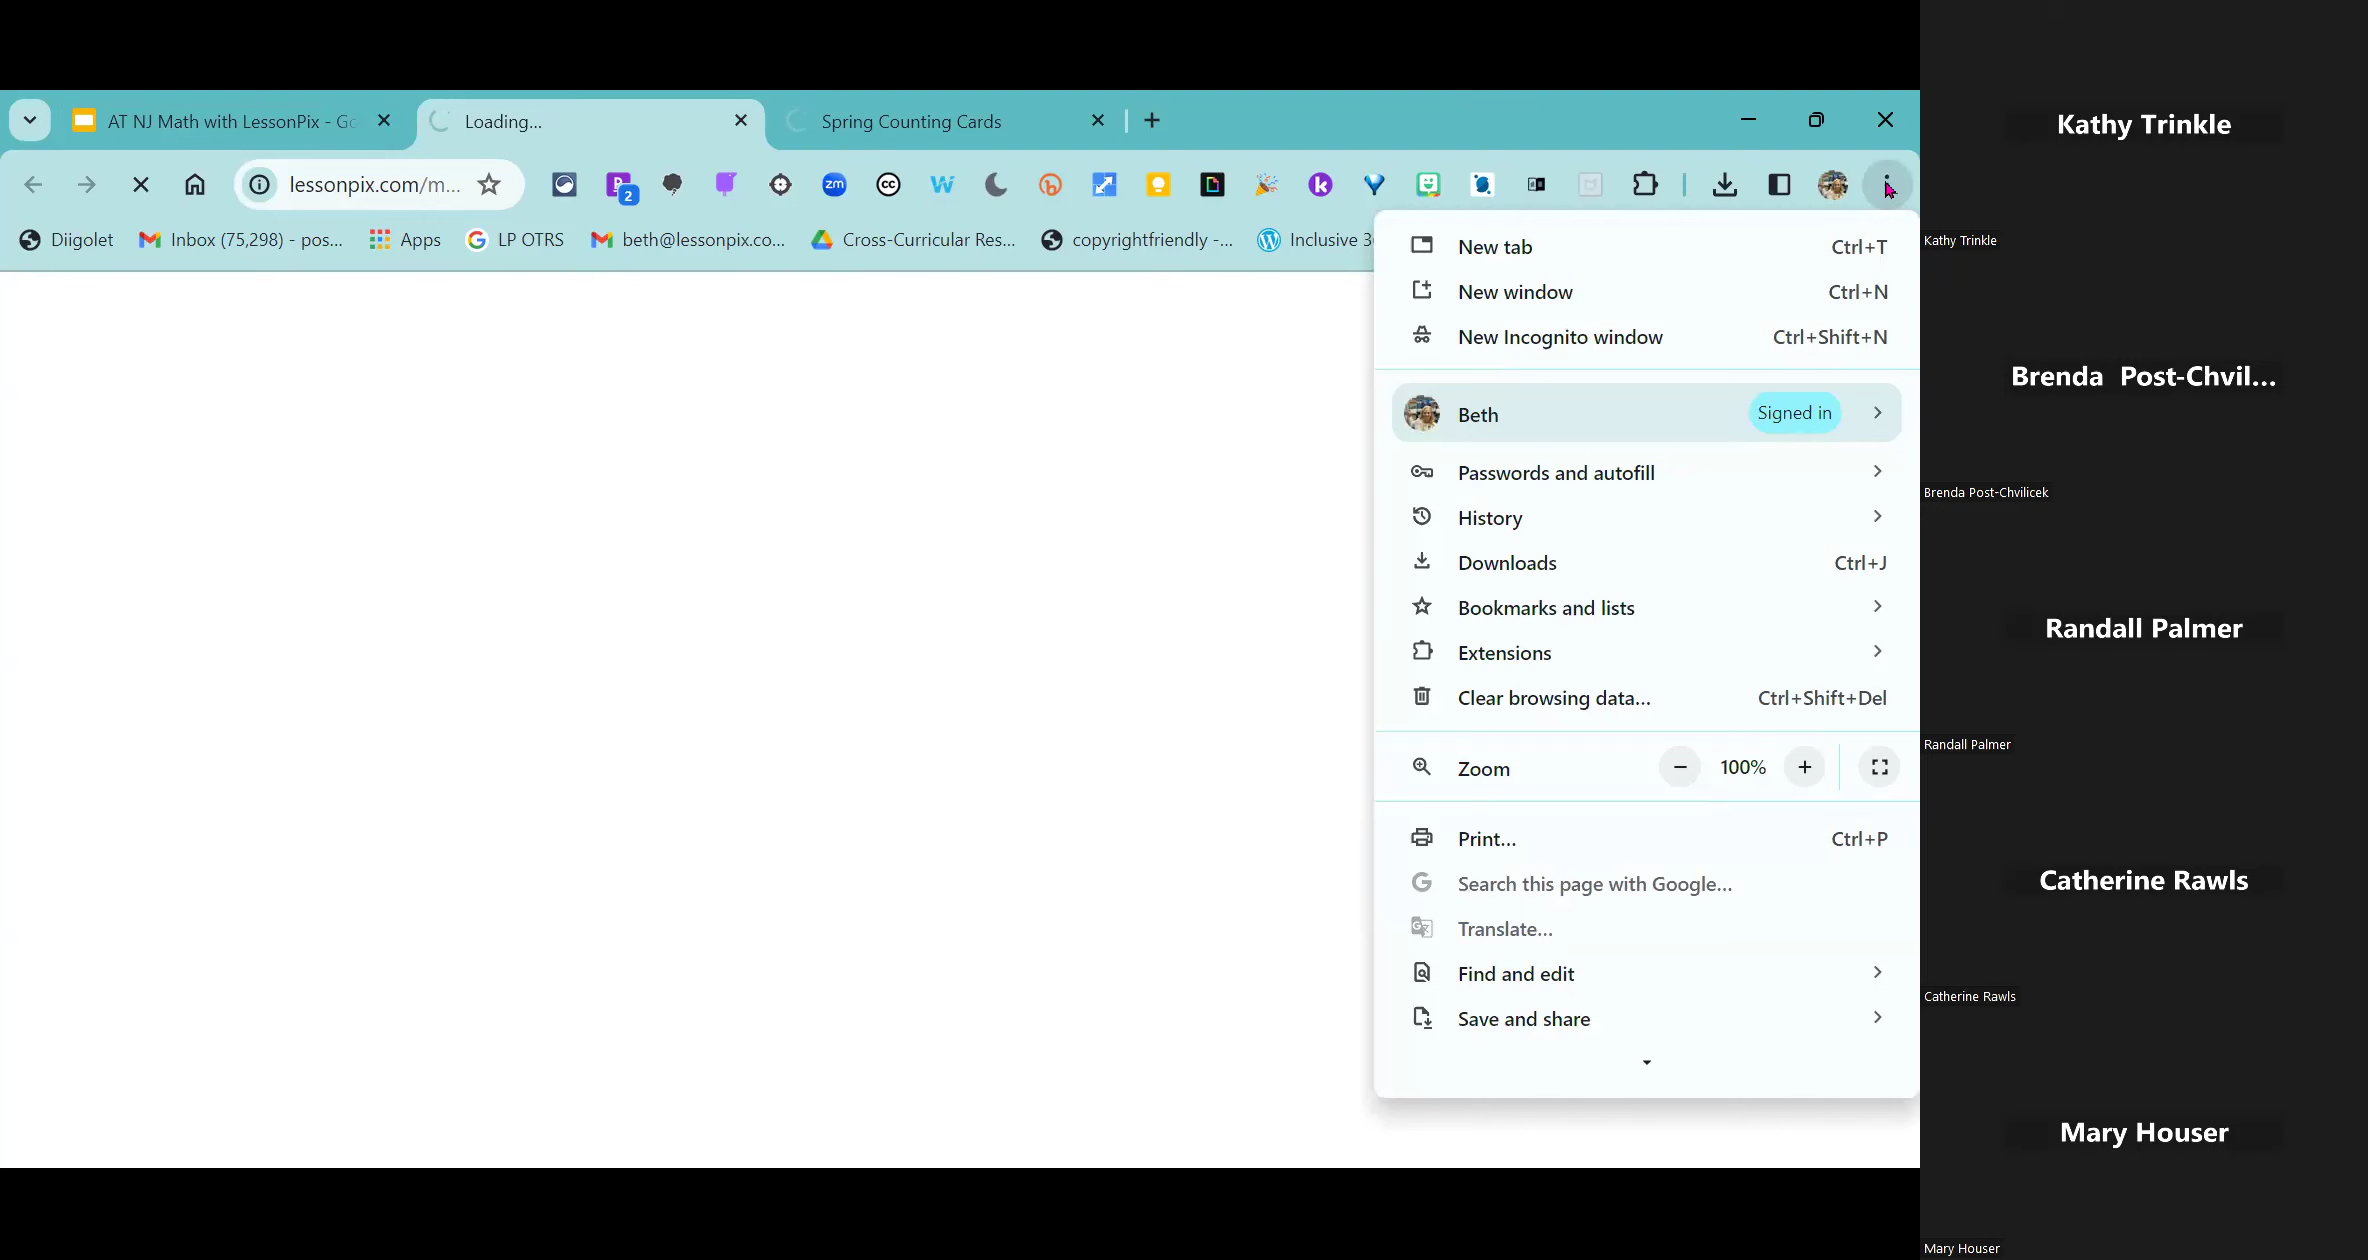 AT NJ Math with LessonPix - Go
Loading...
Spring Counting Cards
lessonpix.com/m...
2
zm
cc
W
b
k
Diigolet
Inbox (75,298) - pos...
Apps
LP OTRS
beth@lessonpix.co...
Cross-Curricular Res...
copyrightfriendly -...
Inclusive 3
New tab Ctrl+T
New window Ctrl+N
New Incognito window Ctrl+Shift+N
Beth Signed in
Passwords and autofill
History
Downloads Ctrl+J
Bookmarks and lists
Extensions
Clear browsing data... Ctrl+Shift+Del
Zoom 100%
Print... Ctrl+P
Search this page with Google...
Translate...
Find and edit
Save and share
Kathy Trinkle
Kathy Trinkle
Brenda Post-Chvil...
Brenda Post-Chvilicek
Randall Palmer
Randall Palmer
Catherine Rawls
Catherine Rawls
Mary Houser
Mary Houser